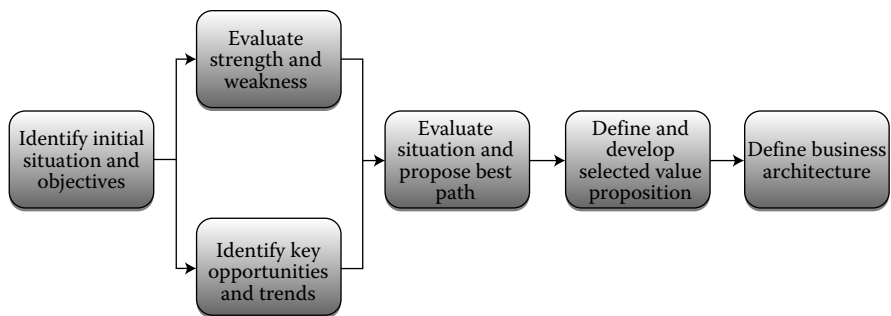 Identify initial
situation and
objectives
Evaluate
strength and
weakness
Identify key
opportunities
and trends
Evaluate
situation and
propose best
path
Define and
develop
selected value
proposition
Define business
architecture